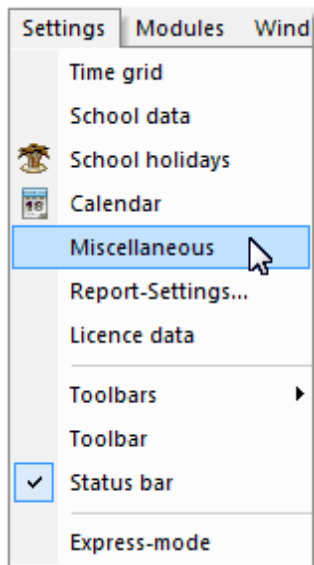 Settings Modules Wind
Time grid
School data
School holidays
18 Calendar
Miscellaneous
Report-Settings...
Licence data
Toolbars
Toolbar
Status bar
Express-mode